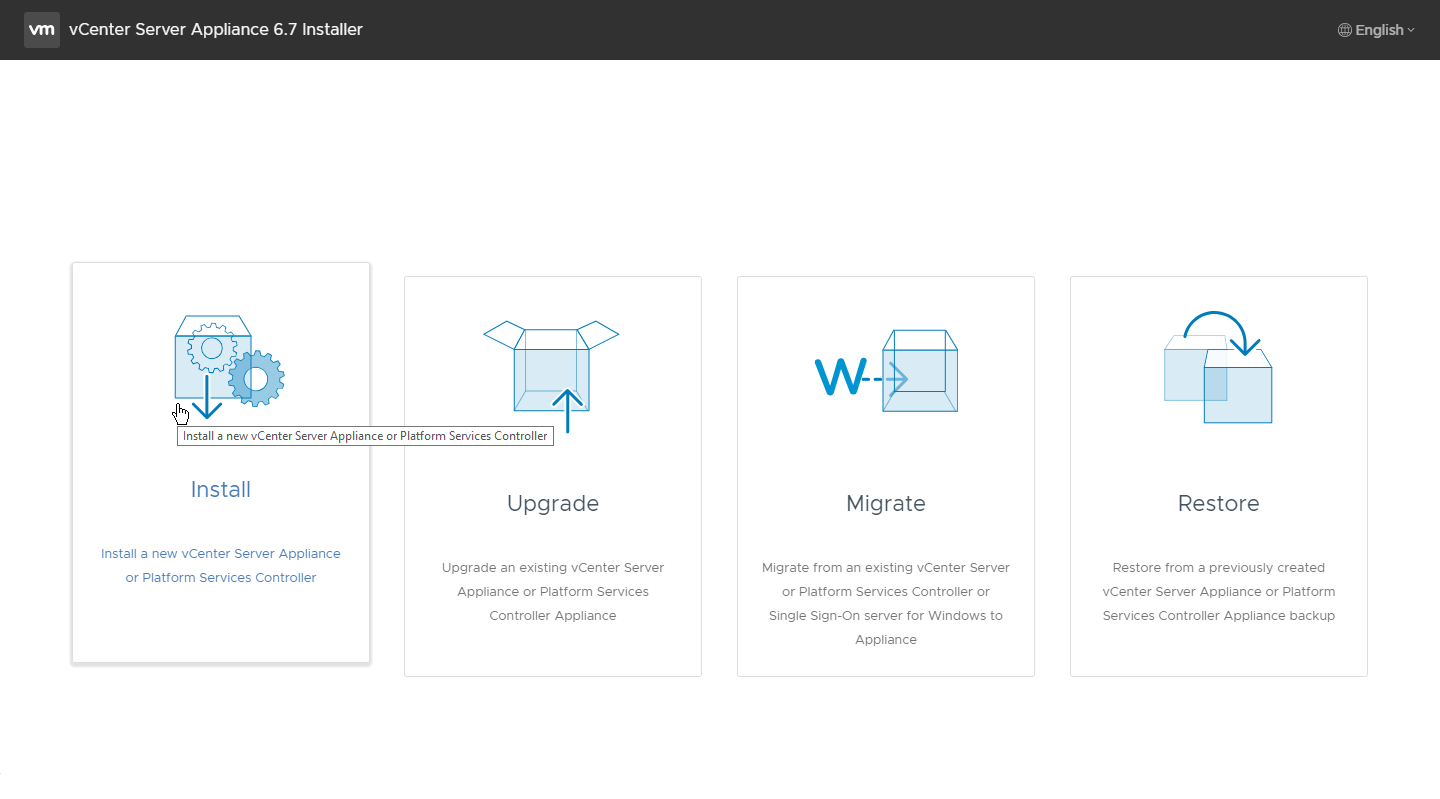 vm vCenter Server Appliance 6.7 Installer
English
Install a new vCenter Server Appliance or Platform Services Controller
Install
Install a new vCenter Server Appliance
or Platform Services Controller
Upgrade
Upgrade an existing vCenter Server
Appliance or Platform Services
Controller Appliance
W
Migrate
Migrate from an existing vCenter Server
or Platform Services Controller or
Single Sign-On server for Windows to
Appliance
Restore
Restore from a previously created
vCenter Server Appliance or Platform
Services Controller Appliance backup